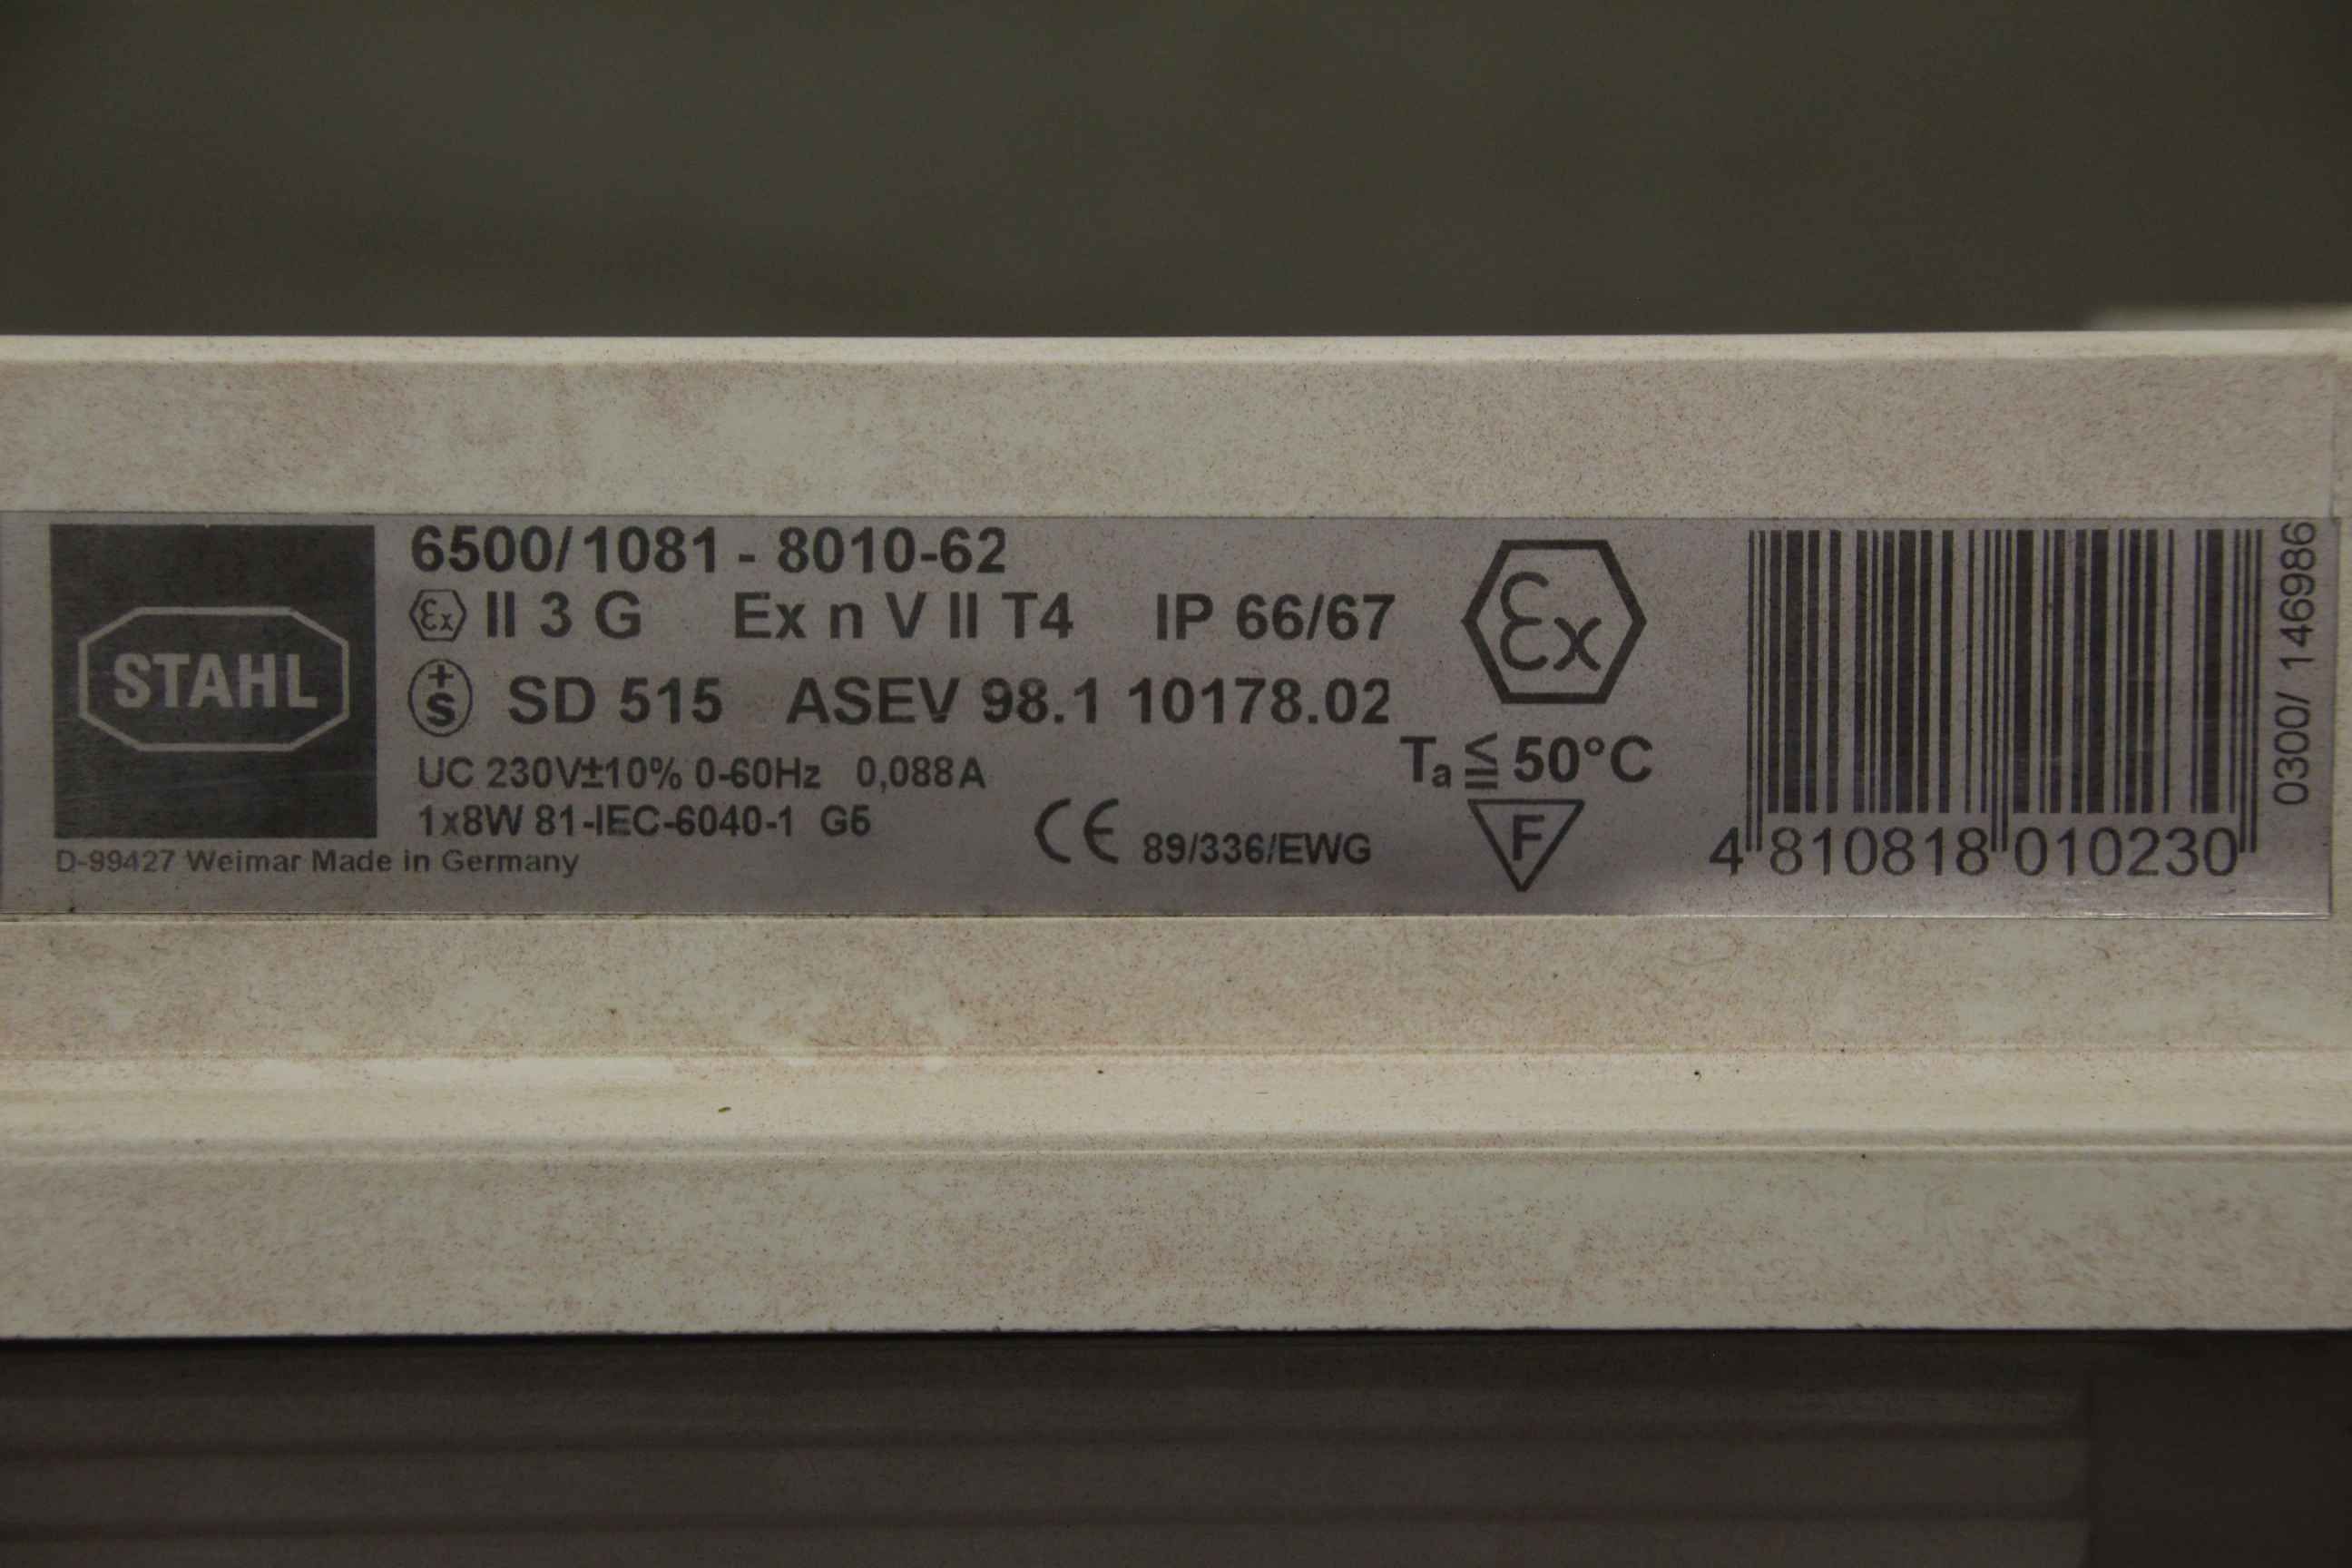 STAHL
6500/1081 - 8010-62
Ex II 3 G Ex n V II T4 IP 66/67
+S SD 515 ASEV 98.1 10178.02
UC 230V±10% 0-60Hz 0,088A
1x8W 81-IEC-6040-1 G5
D-99427 Weimar Made in Germany
CE 89/336/EWG
Ex
Ta ≦ 50°C
F
4 810818 010230
0300/ 146986